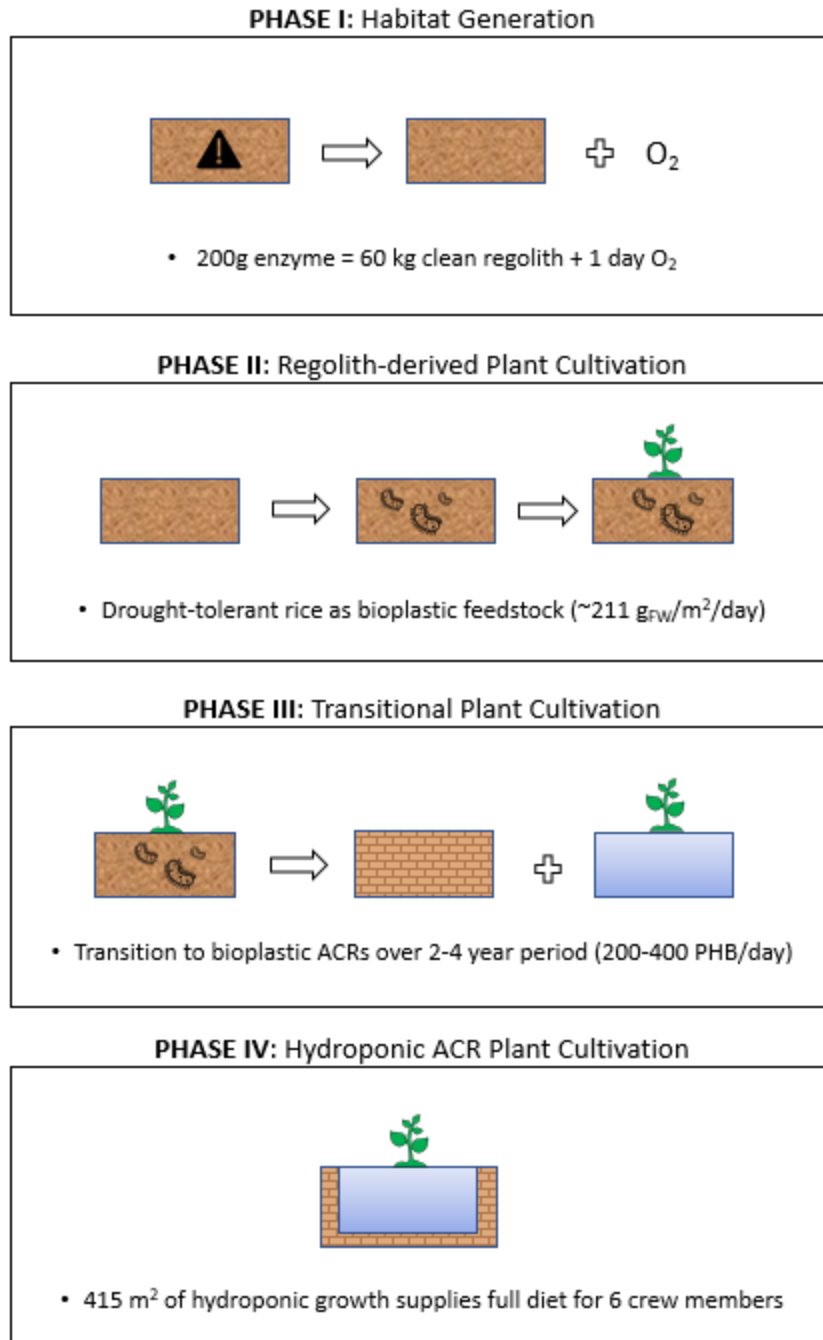 PHASE I: Habitat Generation
! O₂
• 200g enzyme = 60 kg clean regolith + 1 day O₂
PHASE II: Regolith-derived Plant Cultivation
• Drought-tolerant rice as bioplastic feedstock (~211 g_FW/m²/day)
PHASE III: Transitional Plant Cultivation
• Transition to bioplastic ACRs over 2-4 year period (200-400 PHB/day)
PHASE IV: Hydroponic ACR Plant Cultivation
• 415 m² of hydroponic growth supplies full diet for 6 crew members